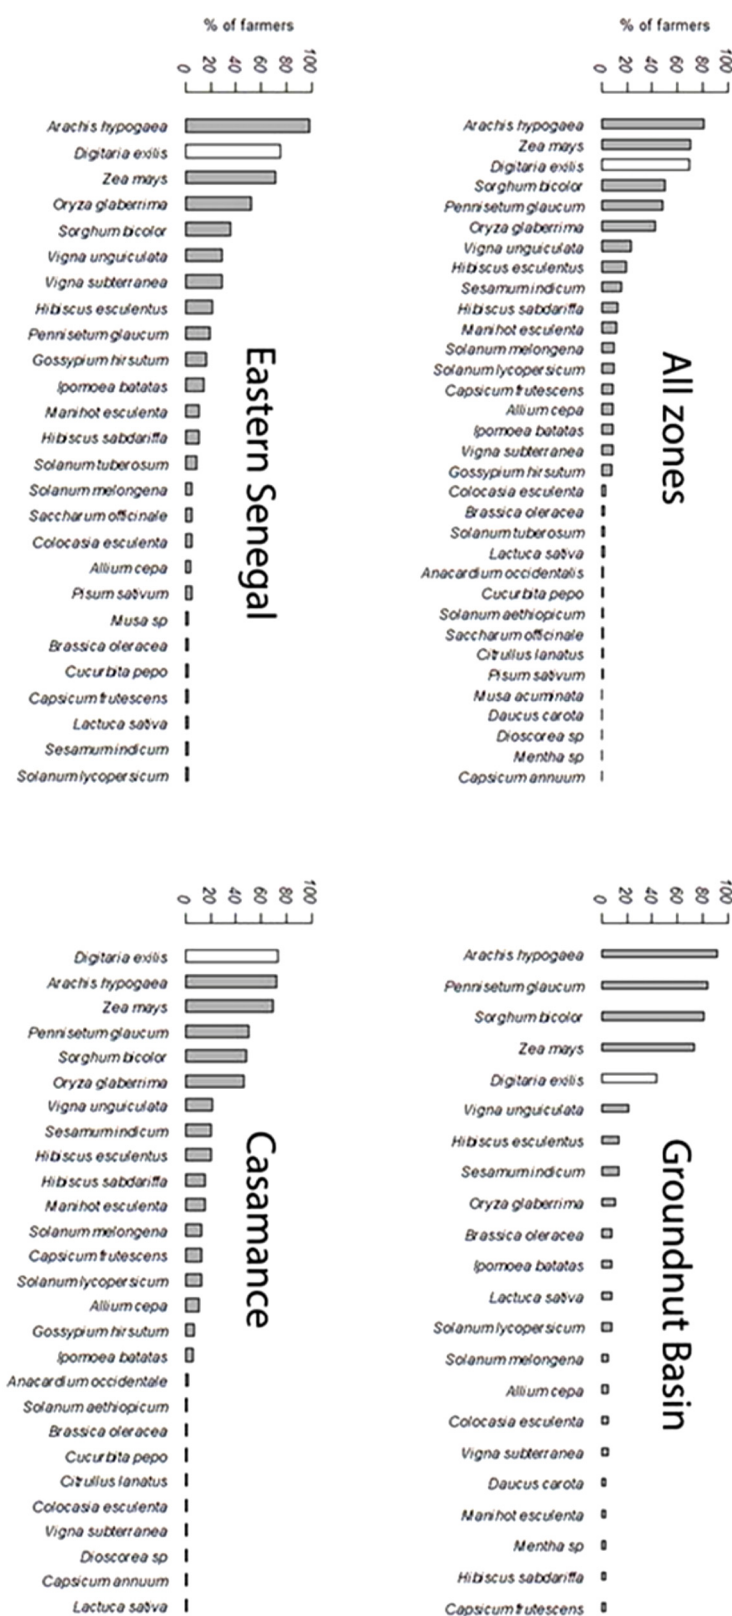 % of farmers
0 20 40 60 80 100
Arachis hypogaea
Digitaria exilis
Zea mays
Oryza glaberrima
Sorghum bicolor
Vigna unguiculata
Vigna subterranea
Hibiscus esculentus
Pennisetum glaucum
Gossypium hirsutum
Ipomoea batatas
Manihot esculenta
Hibiscus sabdariffa
Solanum tuberosum
Solanum melongena
Saccharum officinale
Colocasia esculenta
Allium cepa
Pisum sativum
Musa sp
Brassica oleracea
Cucurbita pepo
Capsicum frutescens
Lactuca sativa
Sesamum indicum
Solanum lycopersicum
Eastern Senegal
% of farmers
0 20 40 60 80 100
Arachis hypogaea
Zea mays
Digitaria exilis
Sorghum bicolor
Pennisetum glaucum
Oryza glaberrima
Vigna unguiculata
Hibiscus esculentus
Sesamum indicum
Hibiscus sabdariffa
Manihot esculenta
Solanum melongena
Solanum lycopersicum
Capsicum frutescens
Allium cepa
Ipomoea batatas
Vigna subterranea
Gossypium hirsutum
Colocasia esculenta
Brassica oleracea
Solanum tuberosum
Lactuca sativa
Anacardium occidentalis
Cucurbita pepo
Solanum aethiopicum
Saccharum officinale
Citrullus lanatus
Pisum sativum
Musa acuminata
Daucus carota
Dioscorea sp
Mentha sp
Capsicum annuum
All zones
0 20 40 60 80 100
Digitaria exilis
Arachis hypogaea
Zea mays
Pennisetum glaucum
Sorghum bicolor
Oryza glaberrima
Vigna unguiculata
Sesamum indicum
Hibiscus esculentus
Hibiscus sabdariffa
Manihot esculenta
Solanum melongena
Capsicum frutescens
Solanum lycopersicum
Allium cepa
Gossypium hirsutum
Ipomoea batatas
Anacardium occidentale
Solanum aethiopicum
Brassica oleracea
Cucurbita pepo
Citrullus lanatus
Colocasia esculenta
Vigna subterranea
Dioscorea sp
Capsicum annuum
Lactuca sativa
Casamance
0 20 40 60 80 100
Arachis hypogaea
Pennisetum glaucum
Sorghum bicolor
Zea mays
Digitaria exilis
Vigna unguiculata
Hibiscus esculentus
Sesamum indicum
Oryza glaberrima
Brassica oleracea
Ipomoea batatas
Lactuca sativa
Solanum lycopersicum
Solanum melongena
Allium cepa
Colocasia esculenta
Vigna subterranea
Daucus carota
Manihot esculenta
Mentha sp
Hibiscus sabdariffa
Capsicum frutescens
Groundnut Basin